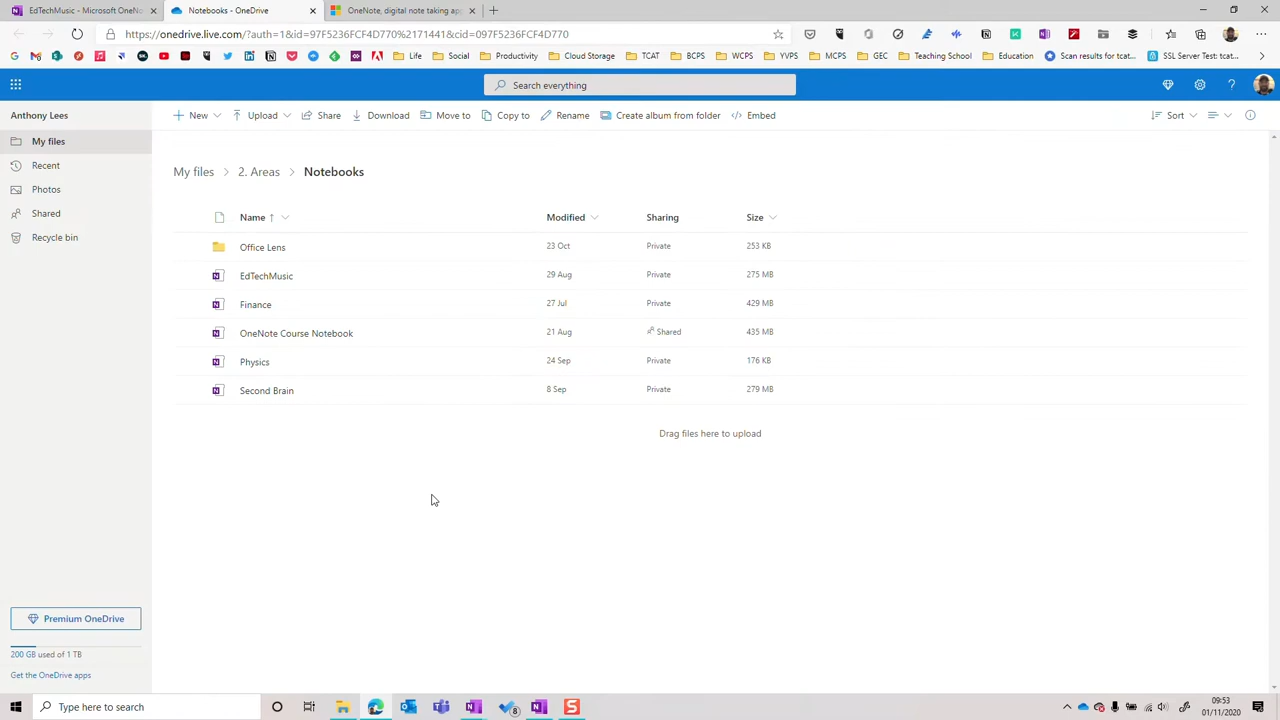 EdTechMusic - Microsoft OneNo
Notebooks - OneDrive
OneNote, digital note taking app
https://onedrive.live.com/?auth=1&id=97F5236FCF4D770%21171441&cid=097F5236FCF4D770
Life
Social
Productivity
Cloud Storage
TCAT
BCPS
WCPS
YVPS
MCPS
GEC
Teaching School
Education
Scan results for tcat...
SSL Server Test: tcat...
Search everything
Anthony Lees
New
Upload
Share
Download
Move to
Copy to
Rename
Create album from folder
Embed
Sort
My files
Recent
Photos
Shared
Recycle bin
My files > 2. Areas > Notebooks
Name Modified Sharing Size
Office Lens 23 Oct Private 253 KB
EdTechMusic 29 Aug Private 275 MB
Finance 27 Jul Private 429 MB
OneNote Course Notebook 21 Aug Shared 435 MB
Physics 24 Sep Private 176 KB
Second Brain 8 Sep Private 279 MB
Drag files here to upload
Premium OneDrive
200 GB used of 1 TB
Get the OneDrive apps
Type here to search
8
09:53
01/11/2020